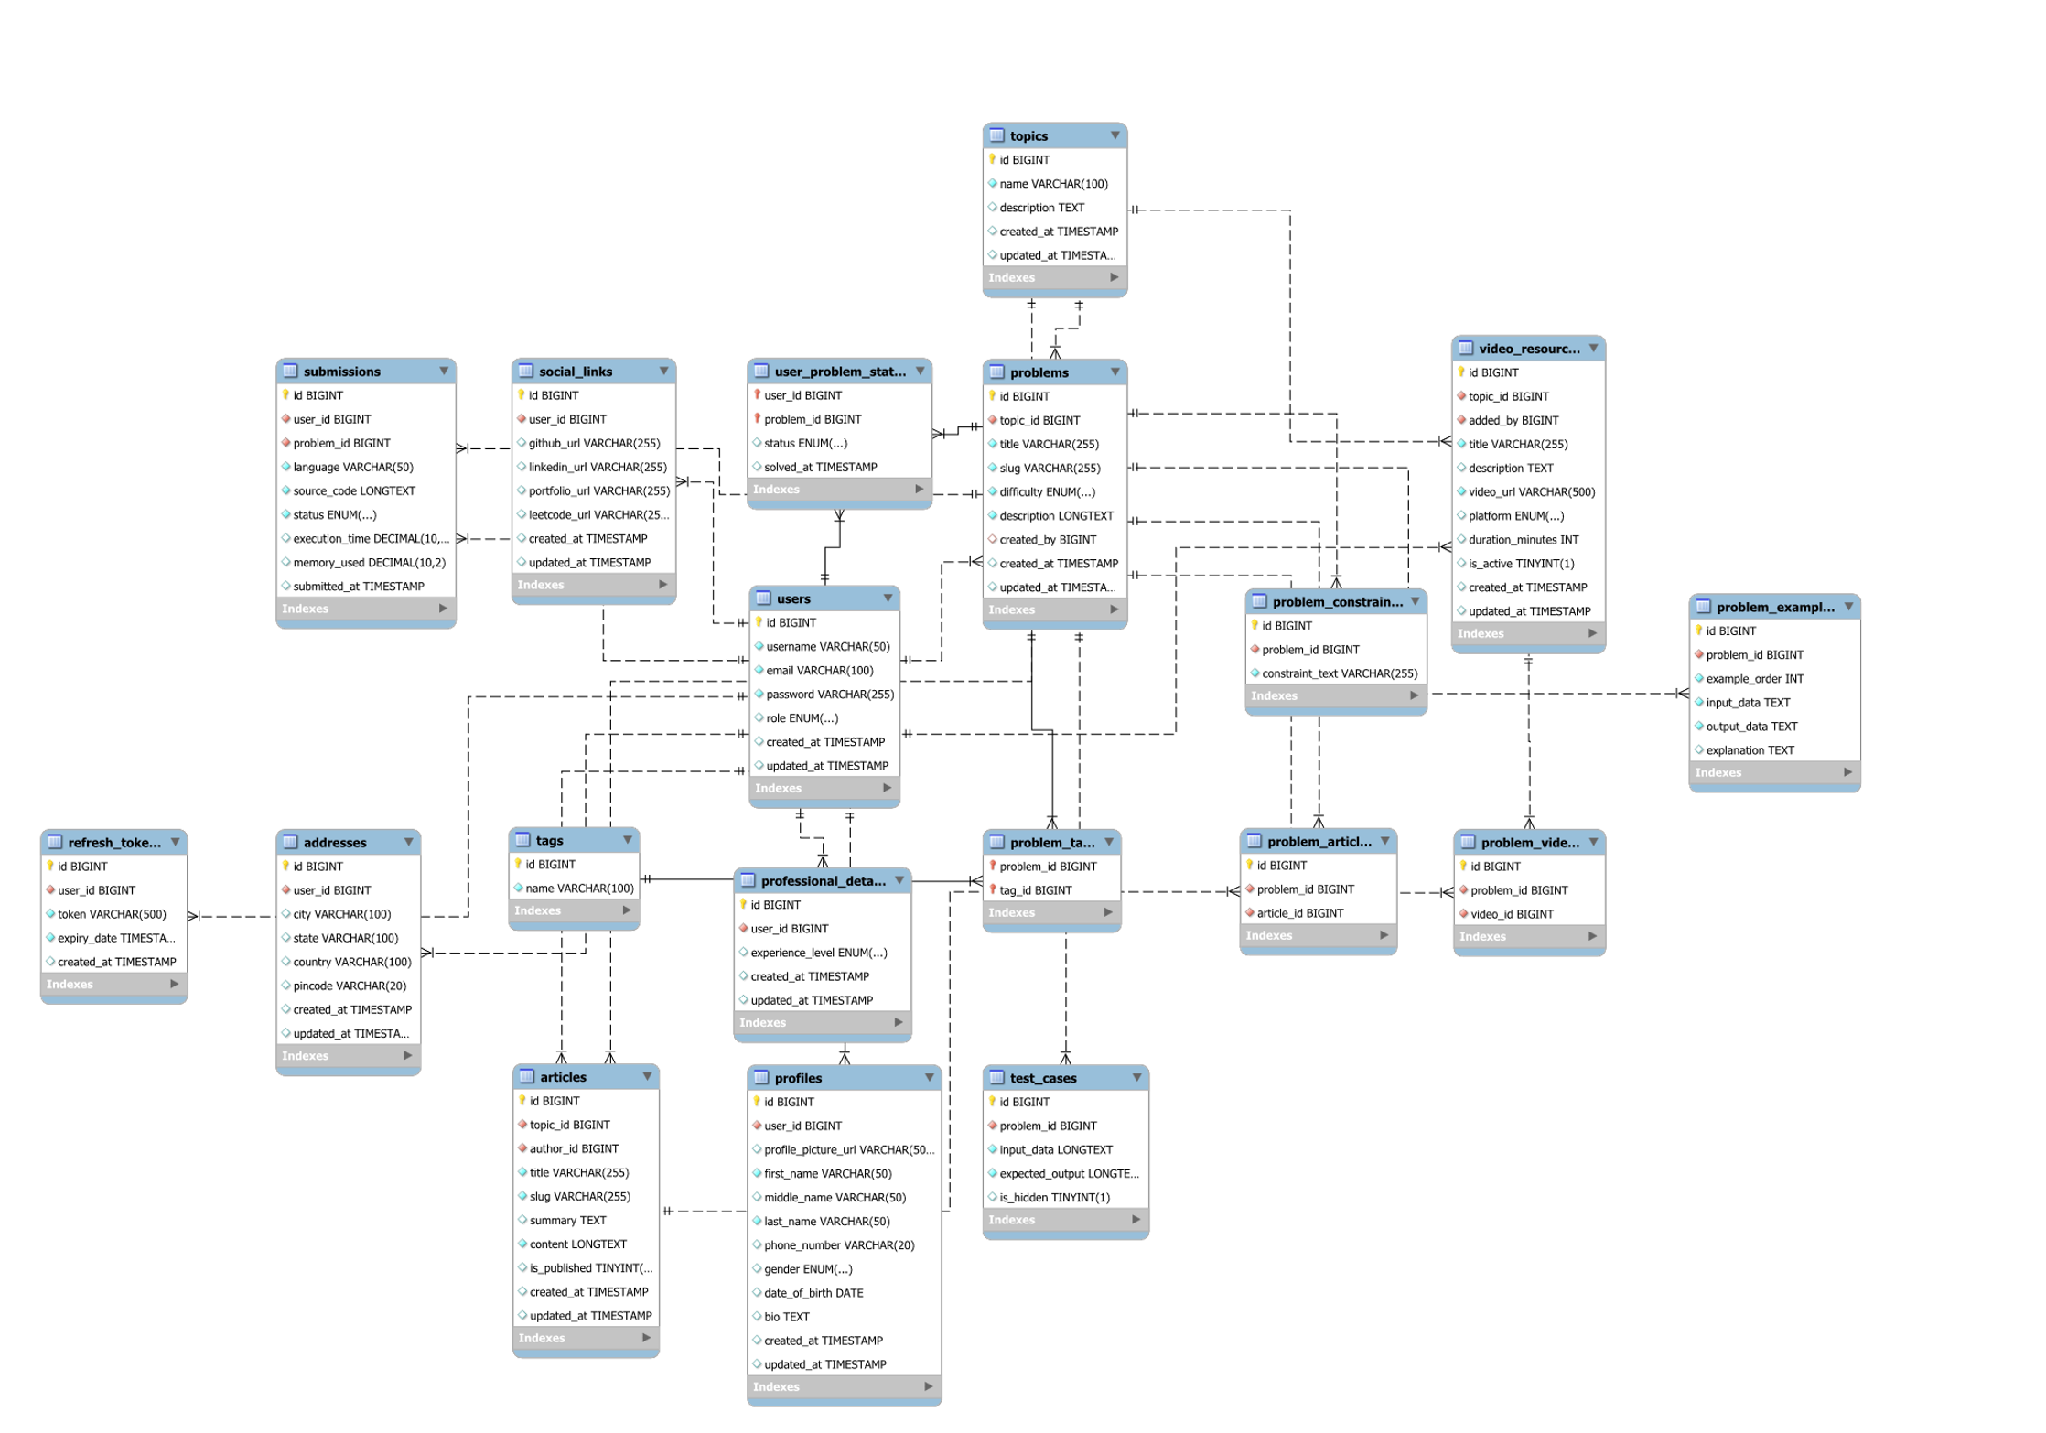 topics
id BIGINT
name VARCHAR(100)
description TEXT
created_at TIMESTAMP
updated_at TIMESTA...
Indexes
submissions
id BIGINT
user_id BIGINT
problem_id BIGINT
language VARCHAR(50)
source_code LONGTEXT
status ENUM(...)
execution_time DECIMAL(10,...
memory_used DECIMAL(10,2)
submitted_at TIMESTAMP
Indexes
social_links
id BIGINT
user_id BIGINT
github_url VARCHAR(255)
linkedin_url VARCHAR(255)
portfolio_url VARCHAR(255)
leetcode_url VARCHAR(25...
created_at TIMESTAMP
updated_at TIMESTAMP
Indexes
user_problem_stat...
user_id BIGINT
problem_id BIGINT
status ENUM(...)
solved_at TIMESTAMP
Indexes
problems
id BIGINT
topic_id BIGINT
title VARCHAR(255)
slug VARCHAR(255)
difficulty ENUM(...)
description LONGTEXT
created_by BIGINT
created_at TIMESTAMP
updated_at TIMESTA...
Indexes
video_resourc...
id BIGINT
topic_id BIGINT
added_by BIGINT
title VARCHAR(255)
description TEXT
video_url VARCHAR(500)
platform ENUM(...)
duration_minutes INT
is_active TINYINT(1)
created_at TIMESTAMP
updated_at TIMESTAMP
Indexes
users
id BIGINT
username VARCHAR(50)
email VARCHAR(100)
password VARCHAR(255)
role ENUM(...)
created_at TIMESTAMP
updated_at TIMESTAMP
Indexes
problem_constrain...
id BIGINT
problem_id BIGINT
constraint_text VARCHAR(255)
Indexes
problem_exampl...
id BIGINT
problem_id BIGINT
example_order INT
input_data TEXT
output_data TEXT
explanation TEXT
Indexes
refresh_toke...
id BIGINT
user_id BIGINT
token VARCHAR(500)
expiry_date TIMESTA...
created_at TIMESTAMP
Indexes
addresses
id BIGINT
user_id BIGINT
city VARCHAR(100)
state VARCHAR(100)
country VARCHAR(100)
pincode VARCHAR(20)
created_at TIMESTAMP
updated_at TIMESTA...
Indexes
tags
id BIGINT
name VARCHAR(100)
Indexes
professional_deta...
id BIGINT
user_id BIGINT
experience_level ENUM(...)
created_at TIMESTAMP
updated_at TIMESTAMP
Indexes
problem_ta...
problem_id BIGINT
tag_id BIGINT
Indexes
problem_articl...
id BIGINT
problem_id BIGINT
article_id BIGINT
Indexes
problem_vide...
id BIGINT
problem_id BIGINT
video_id BIGINT
Indexes
articles
id BIGINT
topic_id BIGINT
author_id BIGINT
title VARCHAR(255)
slug VARCHAR(255)
summary TEXT
content LONGTEXT
is_published TINYINT(...
created_at TIMESTAMP
updated_at TIMESTAMP
Indexes
profiles
id BIGINT
user_id BIGINT
profile_picture_url VARCHAR(50...
first_name VARCHAR(50)
middle_name VARCHAR(50)
last_name VARCHAR(50)
phone_number VARCHAR(20)
gender ENUM(...)
date_of_birth DATE
bio TEXT
created_at TIMESTAMP
updated_at TIMESTAMP
Indexes
test_cases
id BIGINT
problem_id BIGINT
input_data LONGTEXT
expected_output LONGTE...
is_hidden TINYINT(1)
Indexes